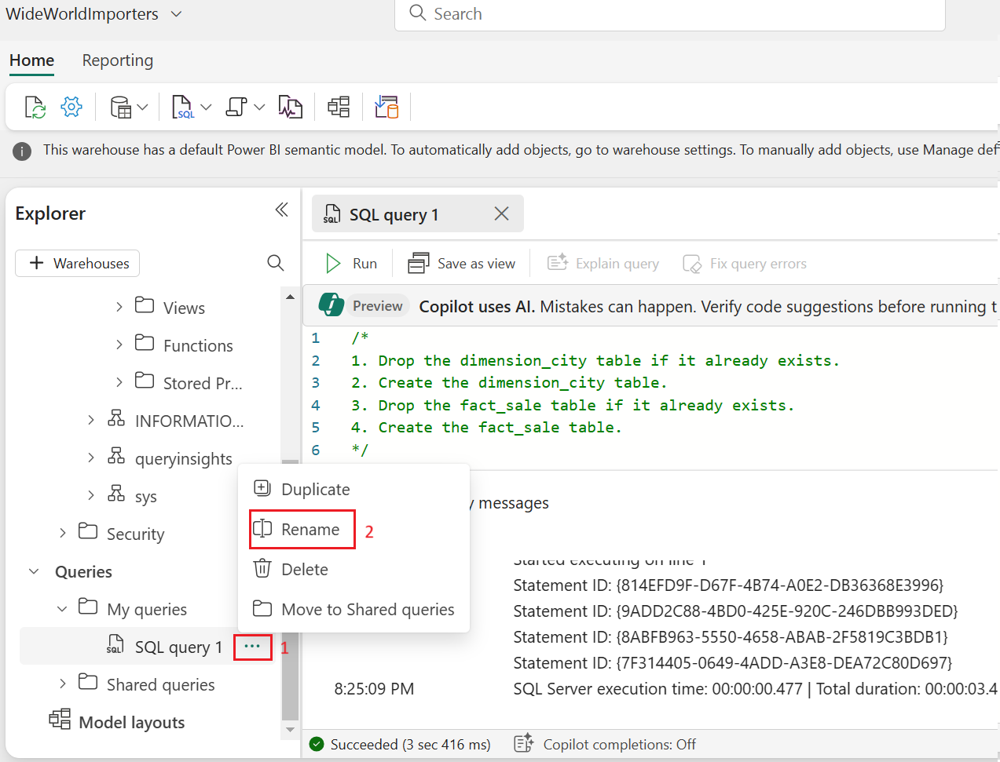 WideWorldImporters
Search
Home
Reporting
SQL
This warehouse has a default Power BI semantic model. To automatically add objects, go to warehouse settings. To manually add objects, use Manage def
Explorer
+ Warehouses
Views
Functions
Stored Pr...
INFORMATIO...
queryinsights
sys
Security
Queries
My queries
SQL
SQL query 1
...
1
Shared queries
Model layouts
Duplicate
Rename
2
Delete
Move to Shared queries
SQL
SQL query 1
Run
Save as view
Explain query
Fix query errors
Preview
Copilot uses AI. Mistakes can happen. Verify code suggestions before running t
1 /*
2 1. Drop the dimension_city table if it already exists.
3 2. Create the dimension_city table.
4 3. Drop the fact_sale table if it already exists.
5 4. Create the fact_sale table.
6 */
y messages
Started executing on line 1
Statement ID: {814EFD9F-D67F-4B74-A0E2-DB36368E3996}
Statement ID: {9ADD2C88-4BD0-425E-920C-246DBB993DED}
Statement ID: {8ABFB963-5550-4658-ABAB-2F5819C3BDB1}
Statement ID: {7F314405-0649-4ADD-A3E8-DEA72C80D697}
8:25:09 PM
SQL Server execution time: 00:00:00.477 | Total duration: 00:00:03.4
Succeeded (3 sec 416 ms)
Copilot completions: Off